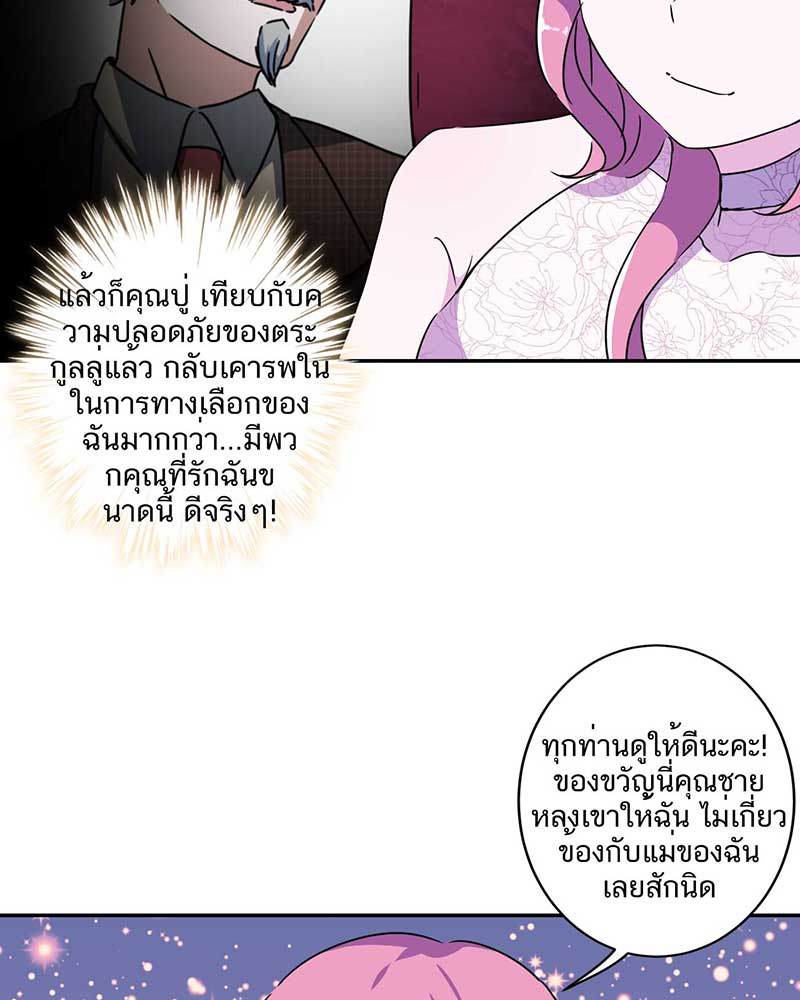 แล้วก็คุณปู่ เทียบกับค
วามปลอดภัยของตระ
กูลลู่แล้ว กลับเคารพใน
ในการทางเลือกของ
ฉันมากกว่า...มีพว
กคุณที่รักฉันข
นาดนี้ ดีจริงๆ!
ทุกท่านดูให้ดีนะคะ!
ของขวัญนี่คุณชาย
หลงเขาให้ฉัน ไม่เกี่ยว
ข้องกับแม่ของฉัน
เลยสักนิด